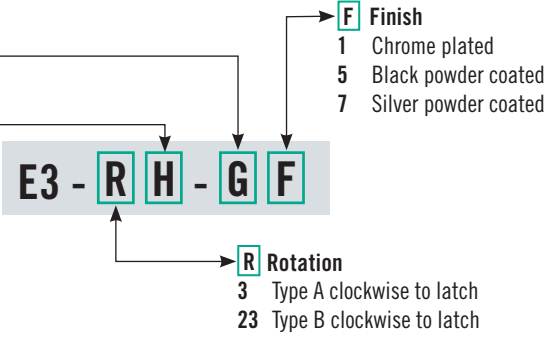 F Finish
1 Chrome plated
5 Black powder coated
7 Silver powder coated
E3 - R H - G F
R Rotation
3 Type A clockwise to latch
23 Type B clockwise to latch